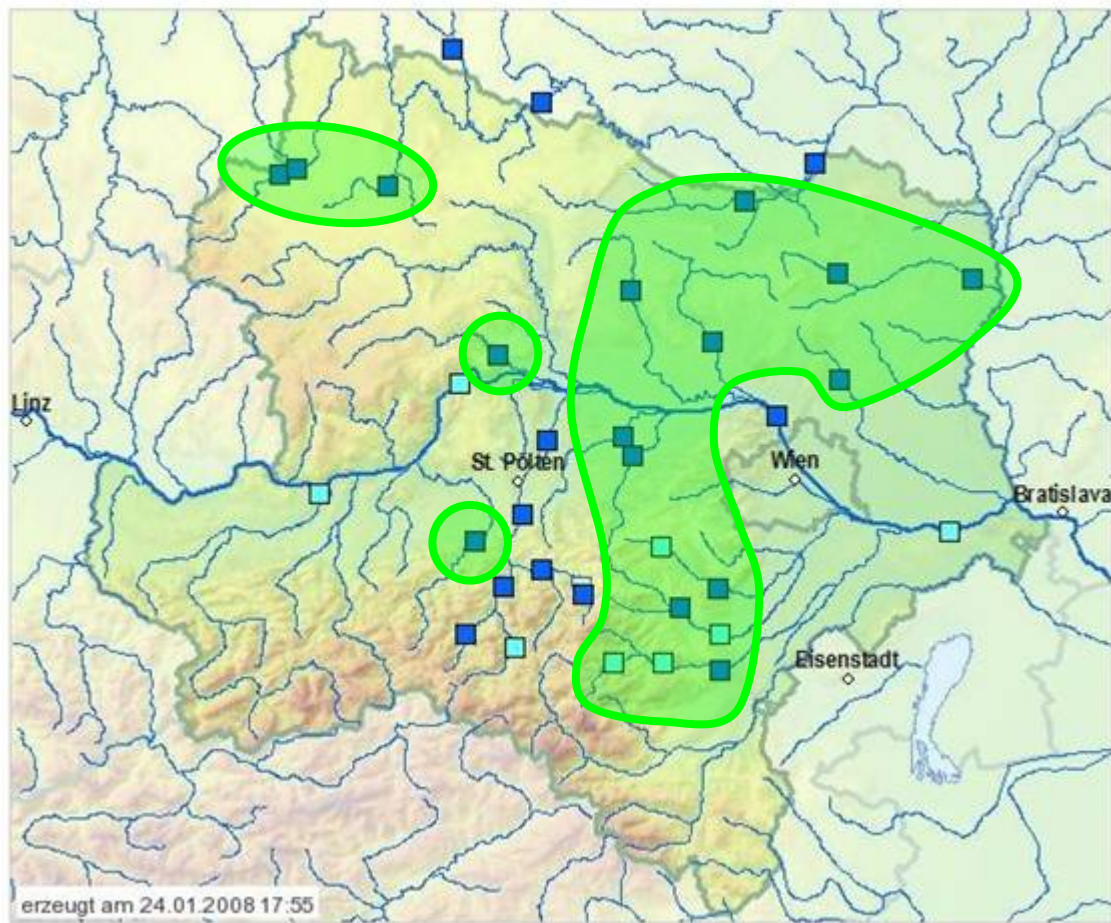 Linz
St. Pölten
Wien
Bratislava
Eisenstadt
erzeugt am 24.01.2008 17:55